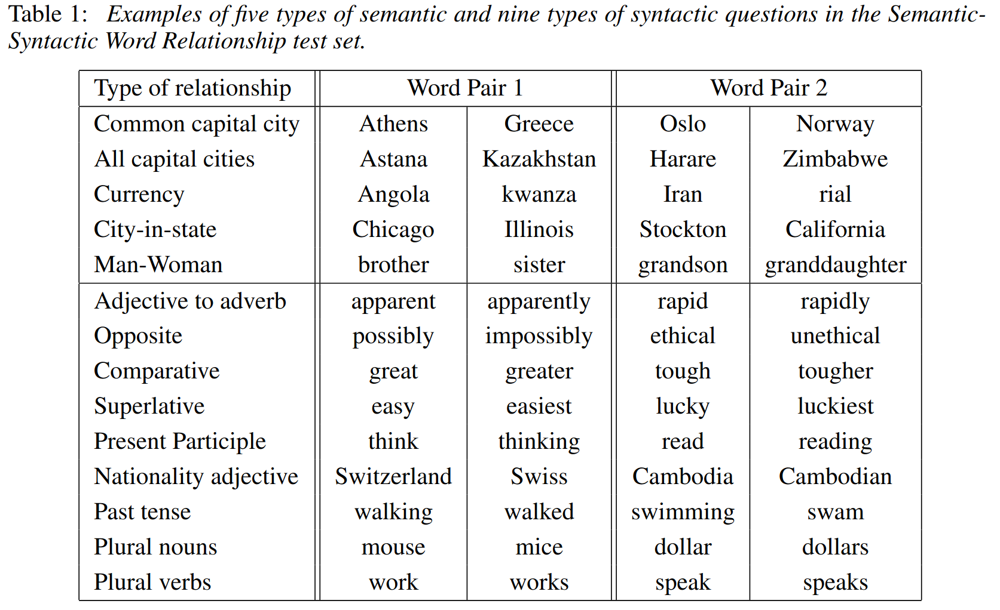 Table 1: Examples of five types of semantic and nine types of syntactic questions in the Semantic-
Syntactic Word Relationship test set.
Type of relationship Word Pair 1 Word Pair 2
Common capital city Athens Greece Oslo Norway
All capital cities Astana Kazakhstan Harare Zimbabwe
Currency Angola kwanza Iran rial
City-in-state Chicago Illinois Stockton California
Man-Woman brother sister grandson granddaughter
Adjective to adverb apparent apparently rapid rapidly
Opposite possibly impossibly ethical unethical
Comparative great greater tough tougher
Superlative easy easiest lucky luckiest
Present Participle think thinking read reading
Nationality adjective Switzerland Swiss Cambodia Cambodian
Past tense walking walked swimming swam
Plural nouns mouse mice dollar dollars
Plural verbs work works speak speaks